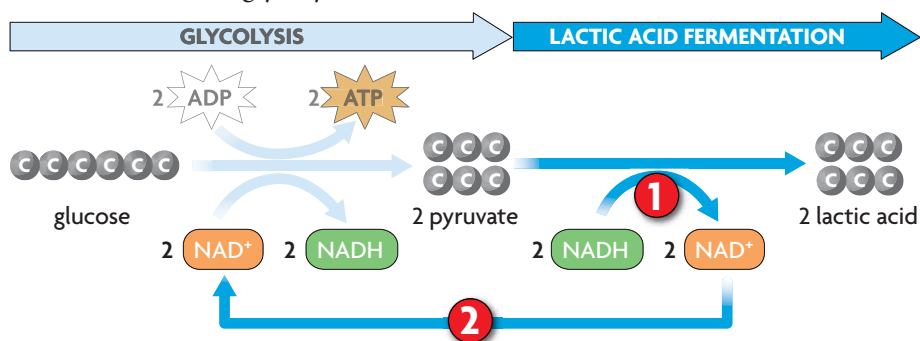 GLYCOLYSIS
LACTIC ACID FERMENTATION
2 ADP
2 ATP
C C C C C C
C C C
C C C
C C C
C C C
glucose
2 pyruvate
2 lactic acid
1
2 NAD⁺
2 NADH
2 NADH
2 NAD⁺
2